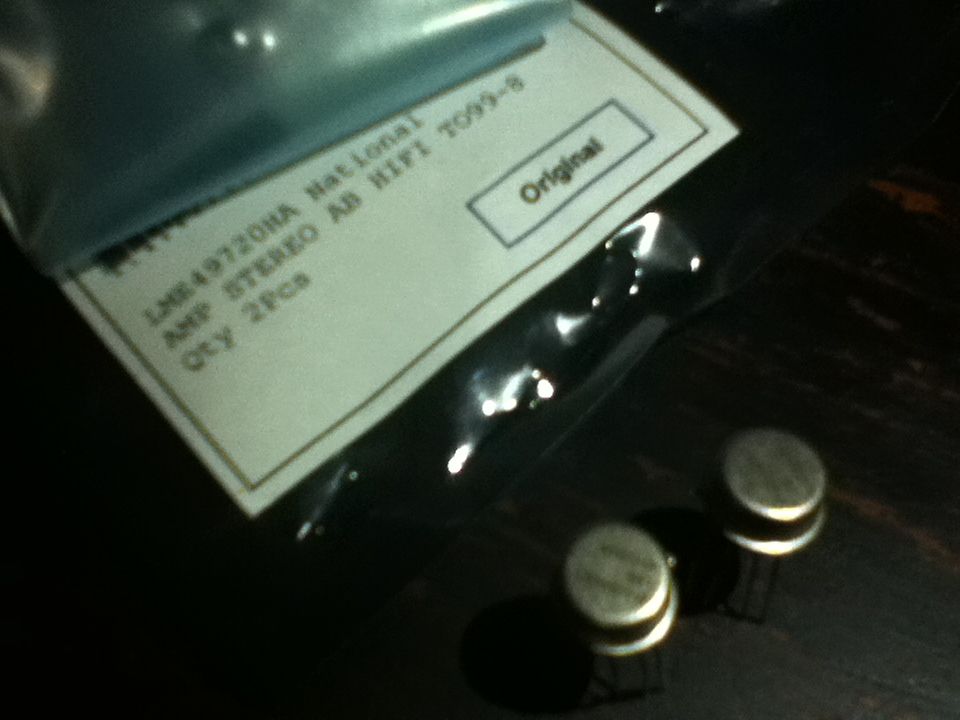 LME49720HA National
AMP STEREO AB HIFI TO99-8
Qty 2Pcs
Original